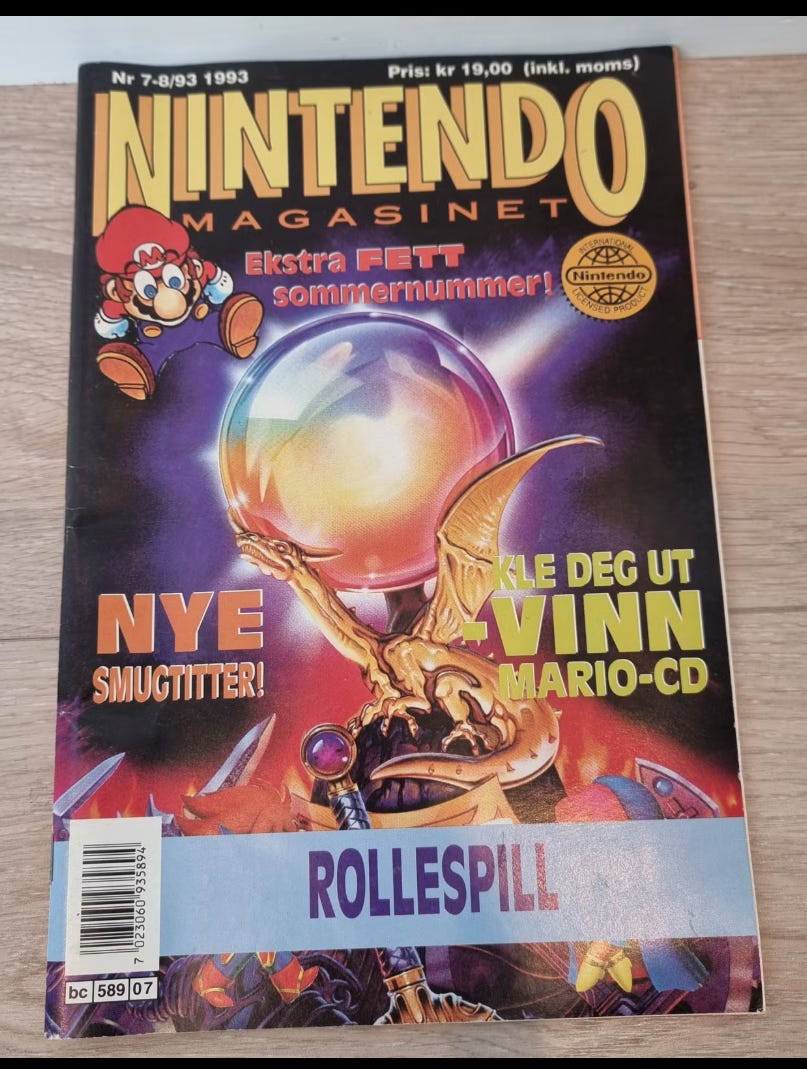 Nr 7-8/93 1993
Pris: kr 19,00 (inkl. moms)
NINTENDO
MAGASINET
M
Ekstra FETT
sommernummer!
INTERNATIONAL
Nintendo
LICENSED PRODUCT
NYE
SMUGTITTER!
KLE DEG UT
-VINN
MARIO-CD
ROLLESPILL
7 023060 935894
bc 589 07